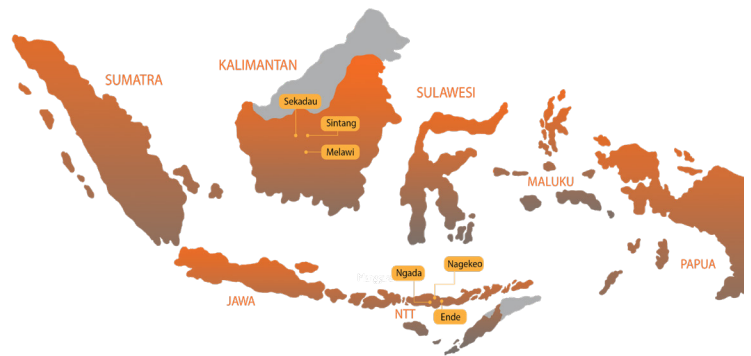 KALIMANTAN
SUMATRA
SULAWESI
Sekadau
Sintang
Melawi
MALUKU
PAPUA
Nagekeo
Ngada
JAWA
NTT
Ende